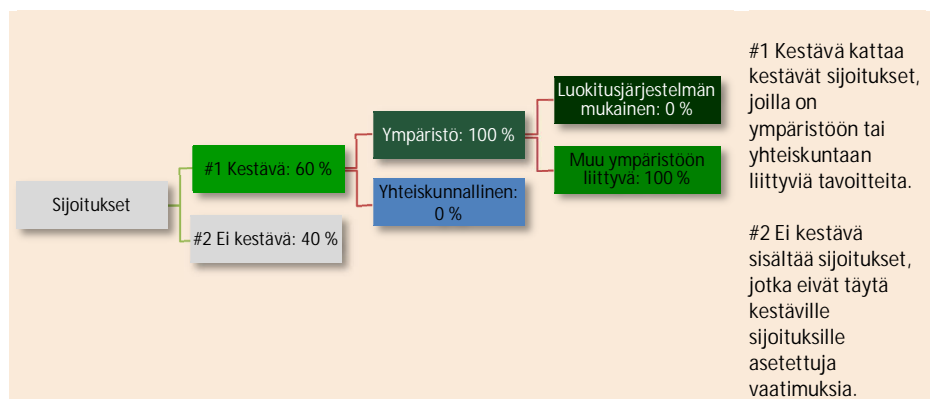 Sijoitukset
#1 Kestävä: 60 %
#2 Ei kestävä: 40 %
Ympäristö: 100 %
Yhteiskunnallinen:
0 %
Luokitusjärjestelmän
mukainen: 0 %
Muu ympäristöön
liittyvä: 100 %
#1 Kestävä kattaa
kestävät sijoitukset,
joilla on
ympäristöön tai
yhteiskuntaan
liittyviä tavoitteita.
#2 Ei kestävä
sisältää sijoitukset,
jotka eivät täytä
kestäville
sijoituksille
asetettuja
vaatimuksia.